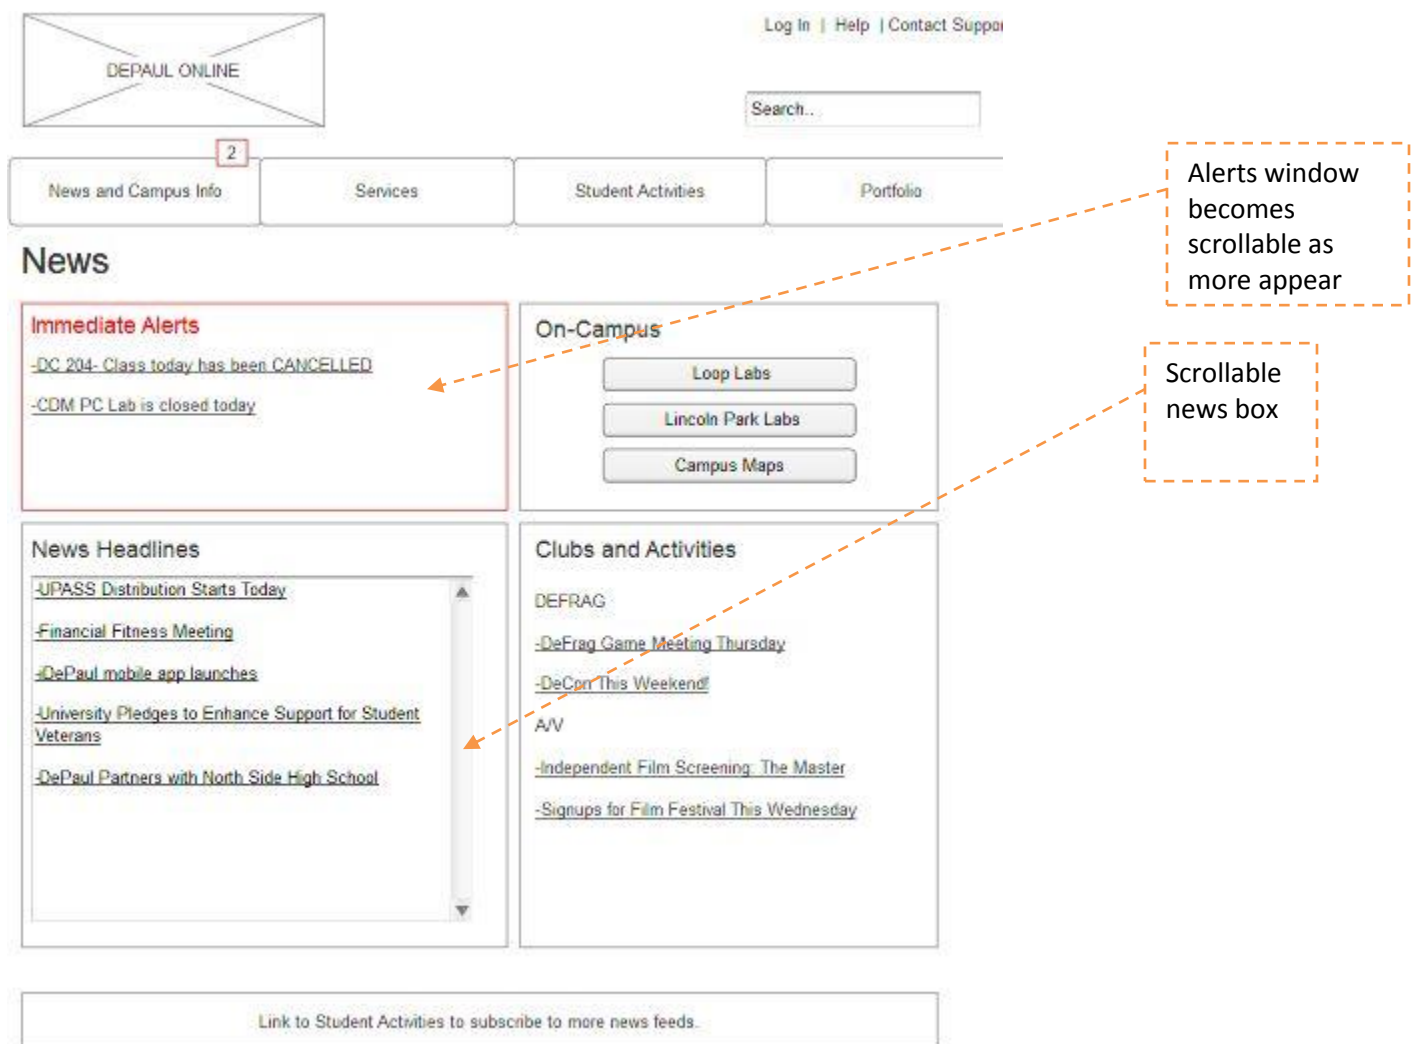 Log In | Help | Contact Suppor
DEPAUL ONLINE
Search..
2
News and Campus Info
Services
Student Activities
Portfolio
Alerts window
becomes
scrollable as
more appear
News
Immediate Alerts
-DC 204- Class today has been CANCELLED
-CDM PC Lab is closed today
On-Campus
Loop Labs
Lincoln Park Labs
Campus Maps
Scrollable
news box
News Headlines
-UPASS Distribution Starts Today
-Financial Fitness Meeting
-iDePaul mobile app launches
-University Pledges to Enhance Support for Student
Veterans
-DePaul Partners with North Side High School
Clubs and Activities
DEFRAG
-DeFrag Game Meeting Thursday
-DeCon This Weekend!
A/V
-Independent Film Screening: The Master
-Signups for Film Festival This Wednesday
Link to Student Activities to subscribe to more news feeds.